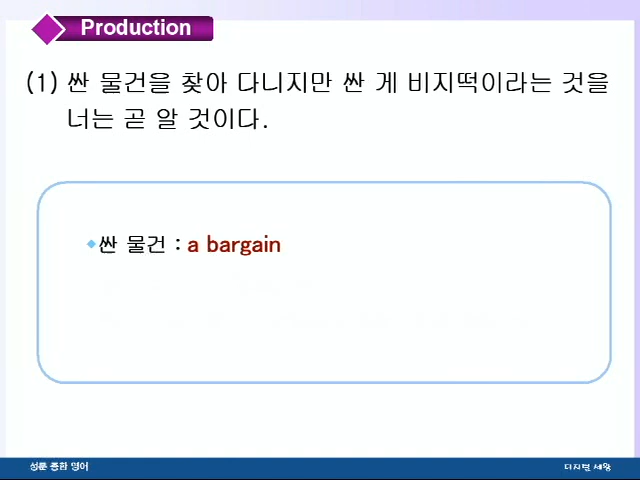 Production
(1) 싼 물건을 찾아 다니지만 싼 게 비지떡이라는 것을
너는 곧 알 것이다.
싼 물건 : a bargain
성문 종합 영어
디지털 세왕